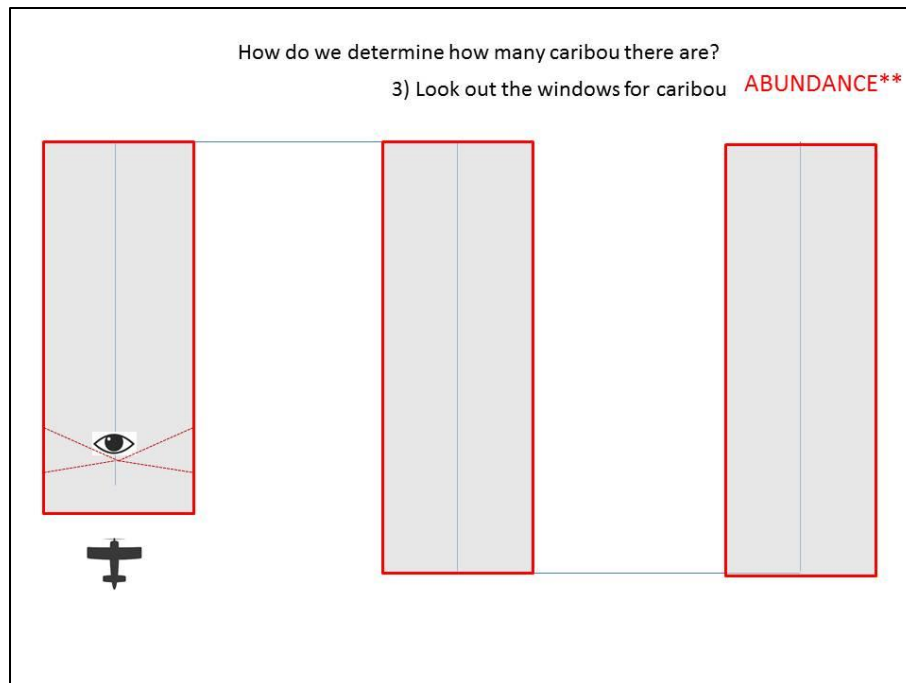 How do we determine how many caribou there are?
3) Look out the windows for caribou ABUNDANCE**